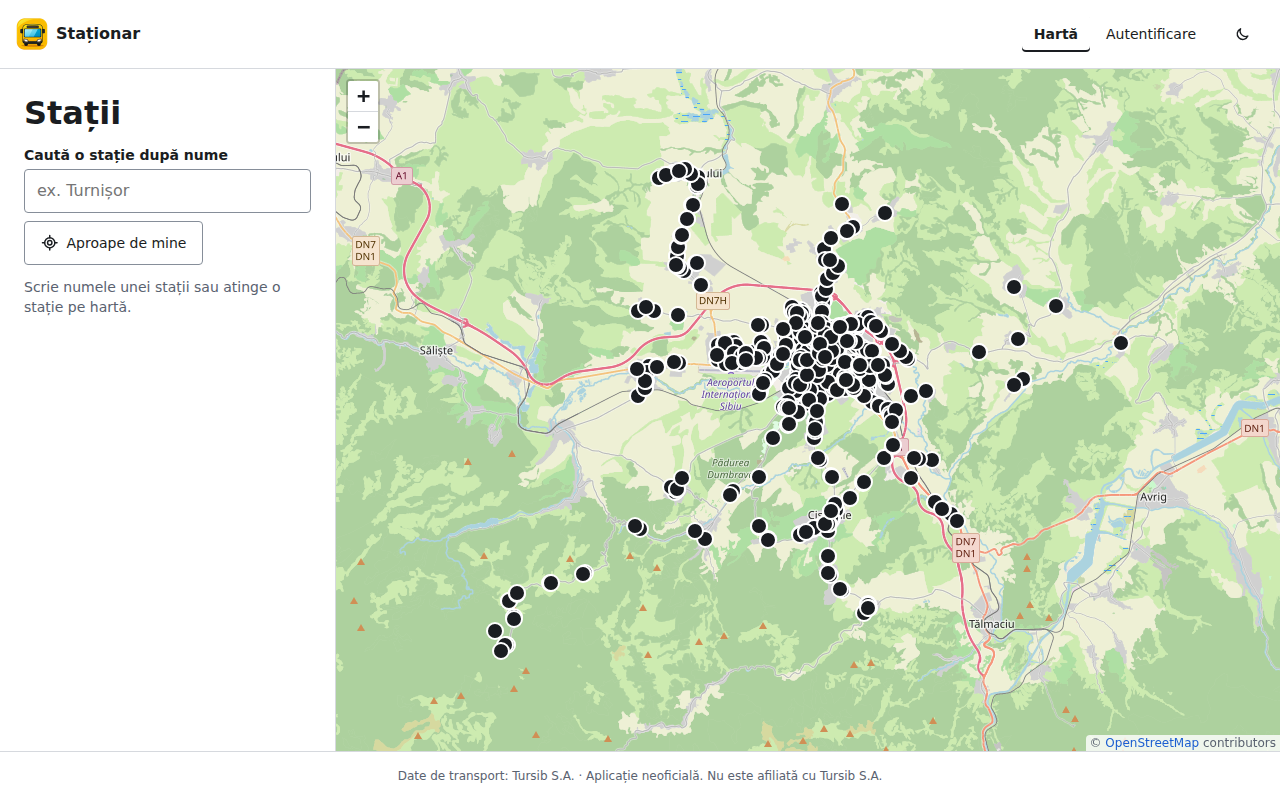 Staționar
Hartă
Autentificare
Stații
Caută o stație după nume
ex. Turnișor
Aproape de mine
Scrie numele unei stații sau atinge o
stație pe hartă.
+
−
A1
DN7
DN1
DN7H
Săliște
Aeroportul
Internațional
Sibiu
Pădurea
DN1
Avrig
DN7
DN1
Tălmaciu
© OpenStreetMap contributors
Date de transport: Tursib S.A. · Aplicație neoficială. Nu este afiliată cu Tursib S.A.